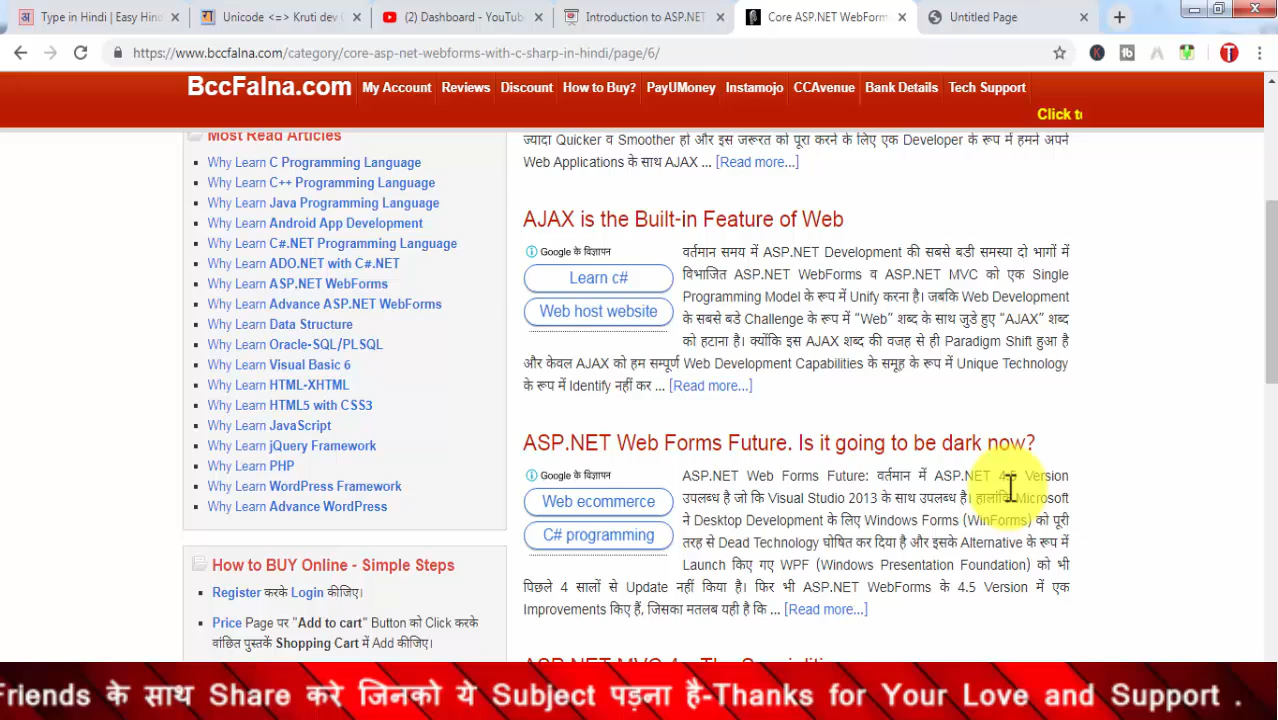 Type in Hindi | Easy Hin
Unicode <=> Kruti dev
(2) Dashboard - YouTub
Introduction to ASP.NET
Core ASP.NET WebForm
Untitled Page
https://www.bccfalna.com/category/core-asp-net-webforms-with-c-sharp-in-hindi/page/6/
BccFalna.com My Account Reviews Discount How to Buy? PayUMoney Instamojo CCAvenue Bank Details Tech Support
Click t
Most Read Articles
Why Learn C Programming Language
Why Learn C++ Programming Language
Why Learn Java Programming Language
Why Learn Android App Development
Why Learn C#.NET Programming Language
Why Learn ADO.NET with C#.NET
Why Learn ASP.NET WebForms
Why Learn Advance ASP.NET WebForms
Why Learn Data Structure
Why Learn Oracle-SQL/PLSQL
Why Learn Visual Basic 6
Why Learn HTML-XHTML
Why Learn HTML5 with CSS3
Why Learn JavaScript
Why Learn jQuery Framework
Why Learn PHP
Why Learn WordPress Framework
Why Learn Advance WordPress
How to BUY Online - Simple Steps
Register करके Login कीजिए।
Price Page पर "Add to cart" Button को Click करके
वांछित पुस्तकें Shopping Cart में Add कीजिए।
ज्यादा Quicker व Smoother हो और इस जरूरत को पूरा करने के लिए एक Developer के रूप में हमने अपने
Web Applications के साथ AJAX ... [Read more...]
AJAX is the Built-in Feature of Web
Google के विज्ञापन
Learn c#
Web host website
वर्तमान समय में ASP.NET Development की सबसे बडी समस्या दो भागों में
विभाजित ASP.NET WebForms व ASP.NET MVC को एक Single
Programming Model के रूप में Unify करना है। जबकि Web Development
के सबसे बडे Challenge के रूप में "Web" शब्द के साथ जुडे हुए "AJAX" शब्द
को हटाना है। क्योंकि इस AJAX शब्द की वजह से ही Paradigm Shift हुआ है
और केवल AJAX को हम सम्पूर्ण Web Development Capabilities के समूह के रूप में Unique Technology
के रूप में Identify नहीं कर ... [Read more...]
ASP.NET Web Forms Future. Is it going to be dark now?
Google के विज्ञापन
Web ecommerce
C# programming
ASP.NET Web Forms Future: वर्तमान में ASP.NET 4.5 Version
उपलब्ध है जो कि Visual Studio 2013 के साथ उपलब्ध है। हालांकि Microsoft
ने Desktop Development के लिए Windows Forms (WinForms) को पूरी
तरह से Dead Technology घोषित कर दिया है और इसके Alternative के रूप में
Launch किए गए WPF (Windows Presentation Foundation) को भी
पिछले 4 सालों से Update नहीं किया है। फिर भी ASP.NET WebForms के 4.5 Version में एक
Improvements किए हैं, जिसका मतलब यही है कि ... [Read more...]
Friends के साथ Share करे जिनको ये Subject पड़ना है-Thanks for Your Love and Support .